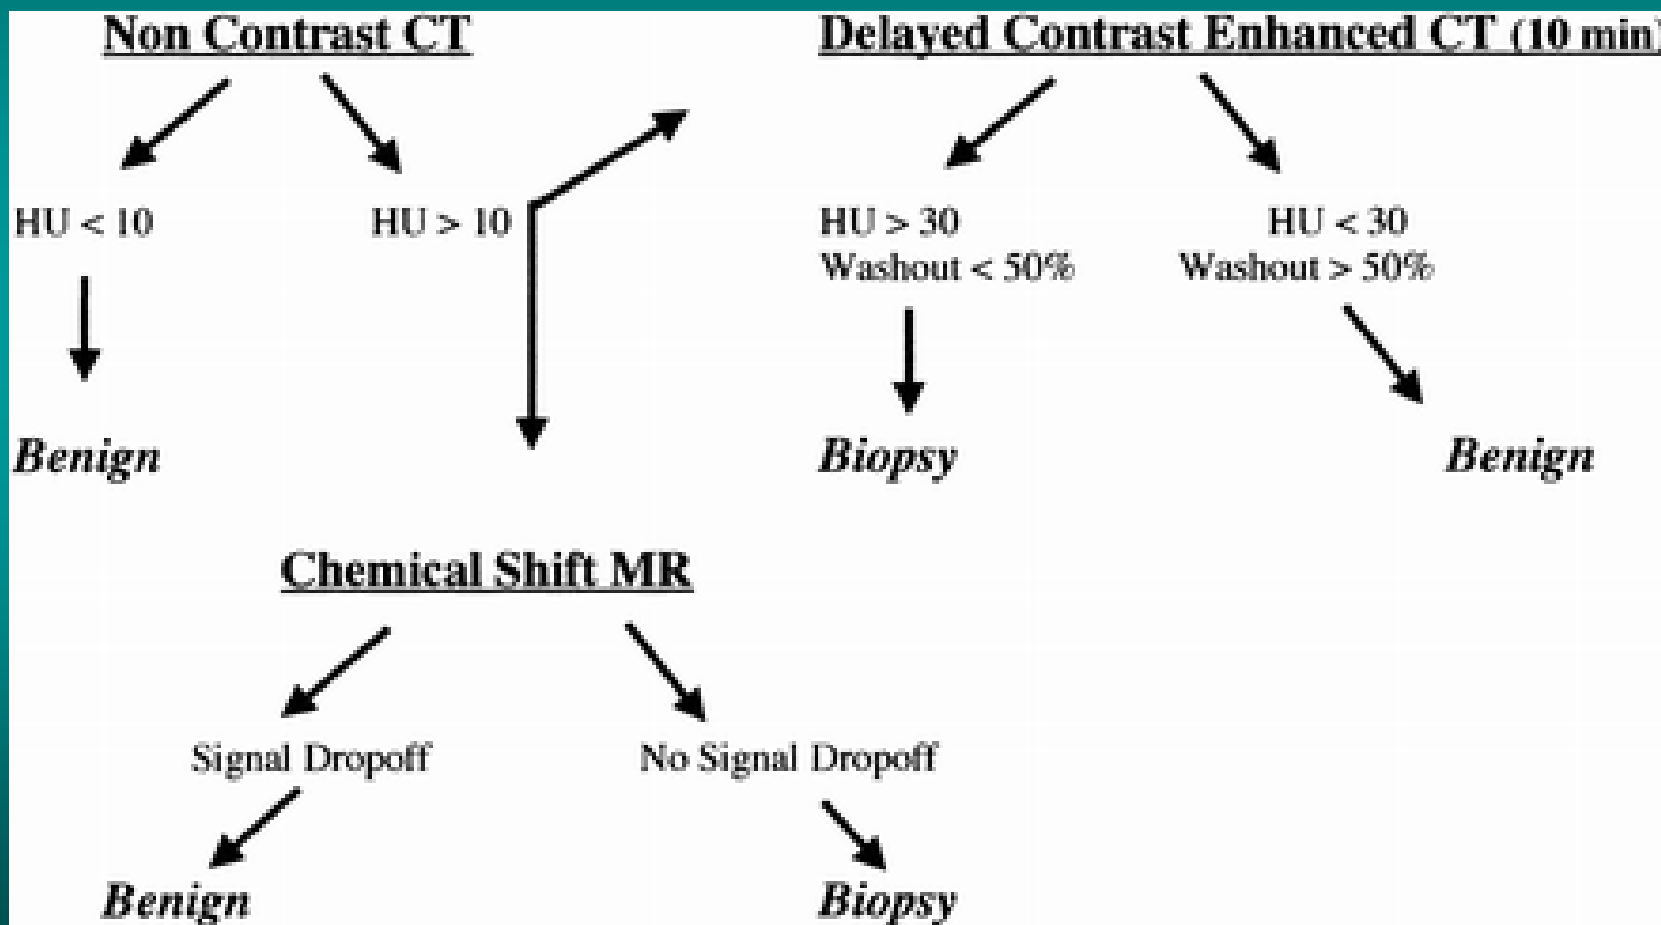 Non Contrast CT
Delayed Contrast Enhanced CT (10 min)
HU < 10
HU > 10
HU > 30
Washout < 50%
HU < 30
Washout > 50%
Benign
Biopsy
Benign
Chemical Shift MR
Signal Dropoff
No Signal Dropoff
Benign
Biopsy